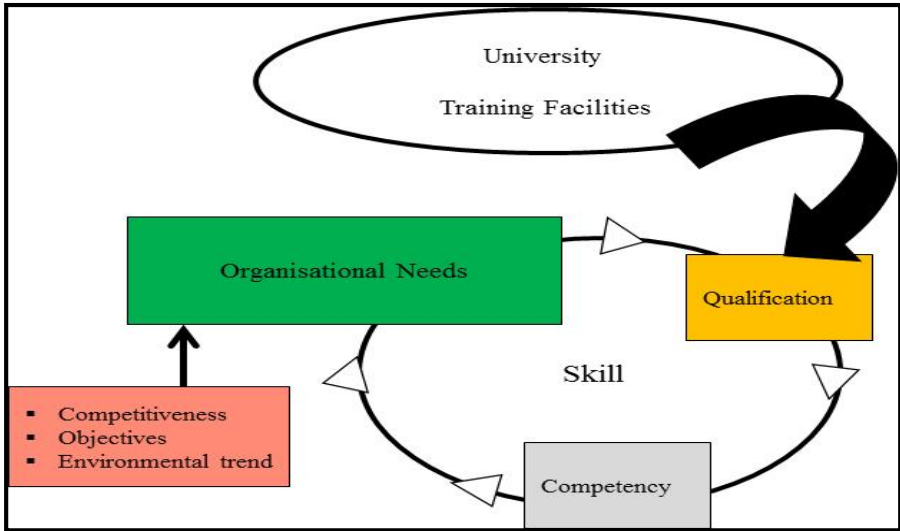 University
Training Facilities
Organisational Needs
Qualification
Skill
▪ Competitiveness
▪ Objectives
▪ Environmental trend
Competency